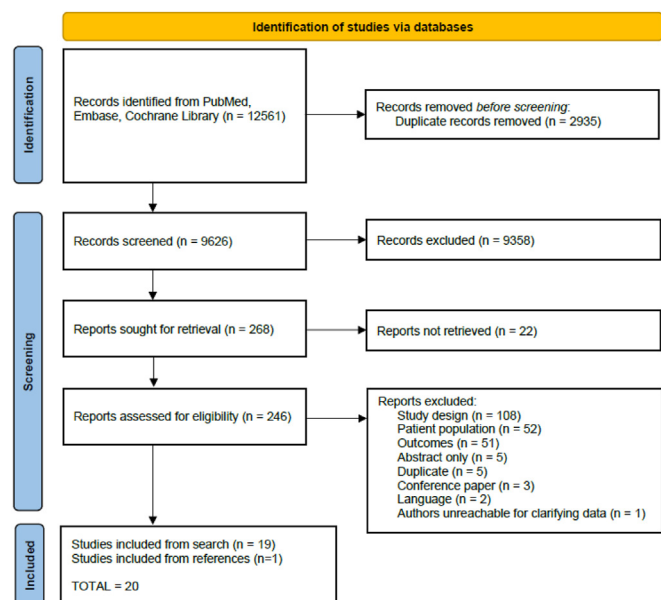 Identification of studies via databases
Identification
Records identified from PubMed,
Embase, Cochrane Library (n = 12561)
Records removed before screening:
Duplicate records removed (n = 2935)
Screening
Records screened (n = 9626)
Records excluded (n = 9358)
Reports sought for retrieval (n = 268)
Reports not retrieved (n = 22)
Reports assessed for eligibility (n = 246)
Reports excluded:
Study design (n = 108)
Patient population (n = 52)
Outcomes (n = 51)
Abstract only (n = 5)
Duplicate (n = 5)
Conference paper (n = 3)
Language (n = 2)
Authors unreachable for clarifying data (n = 1)
Included
Studies included from search (n = 19)
Studies included from references (n=1)
TOTAL = 20